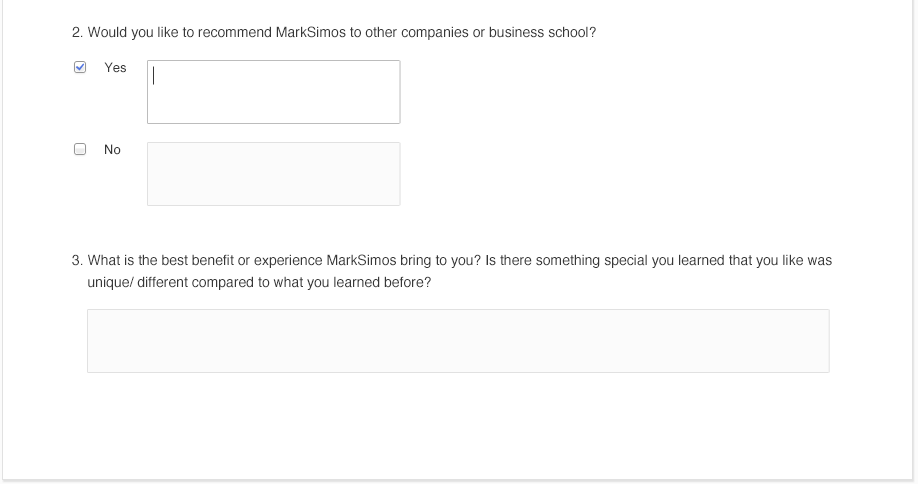 2. Would you like to recommend MarkSimos to other companies or business school?
Yes
No
3. What is the best benefit or experience MarkSimos bring to you? Is there something special you learned that you like was
unique/ different compared to what you learned before?